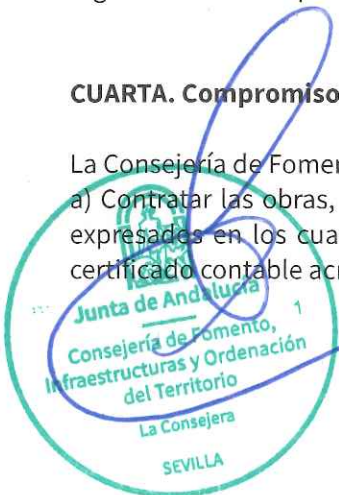 CUARTA. Compromiso
La Consejería de Fomen
a) Contratar las obras,
expresados en los cua
certificado contable acr
Junta de Andalucía
1
Consejería de Fomento,
Infraestructuras y Ordenación
del Territorio
La Consejera
SEVILLA